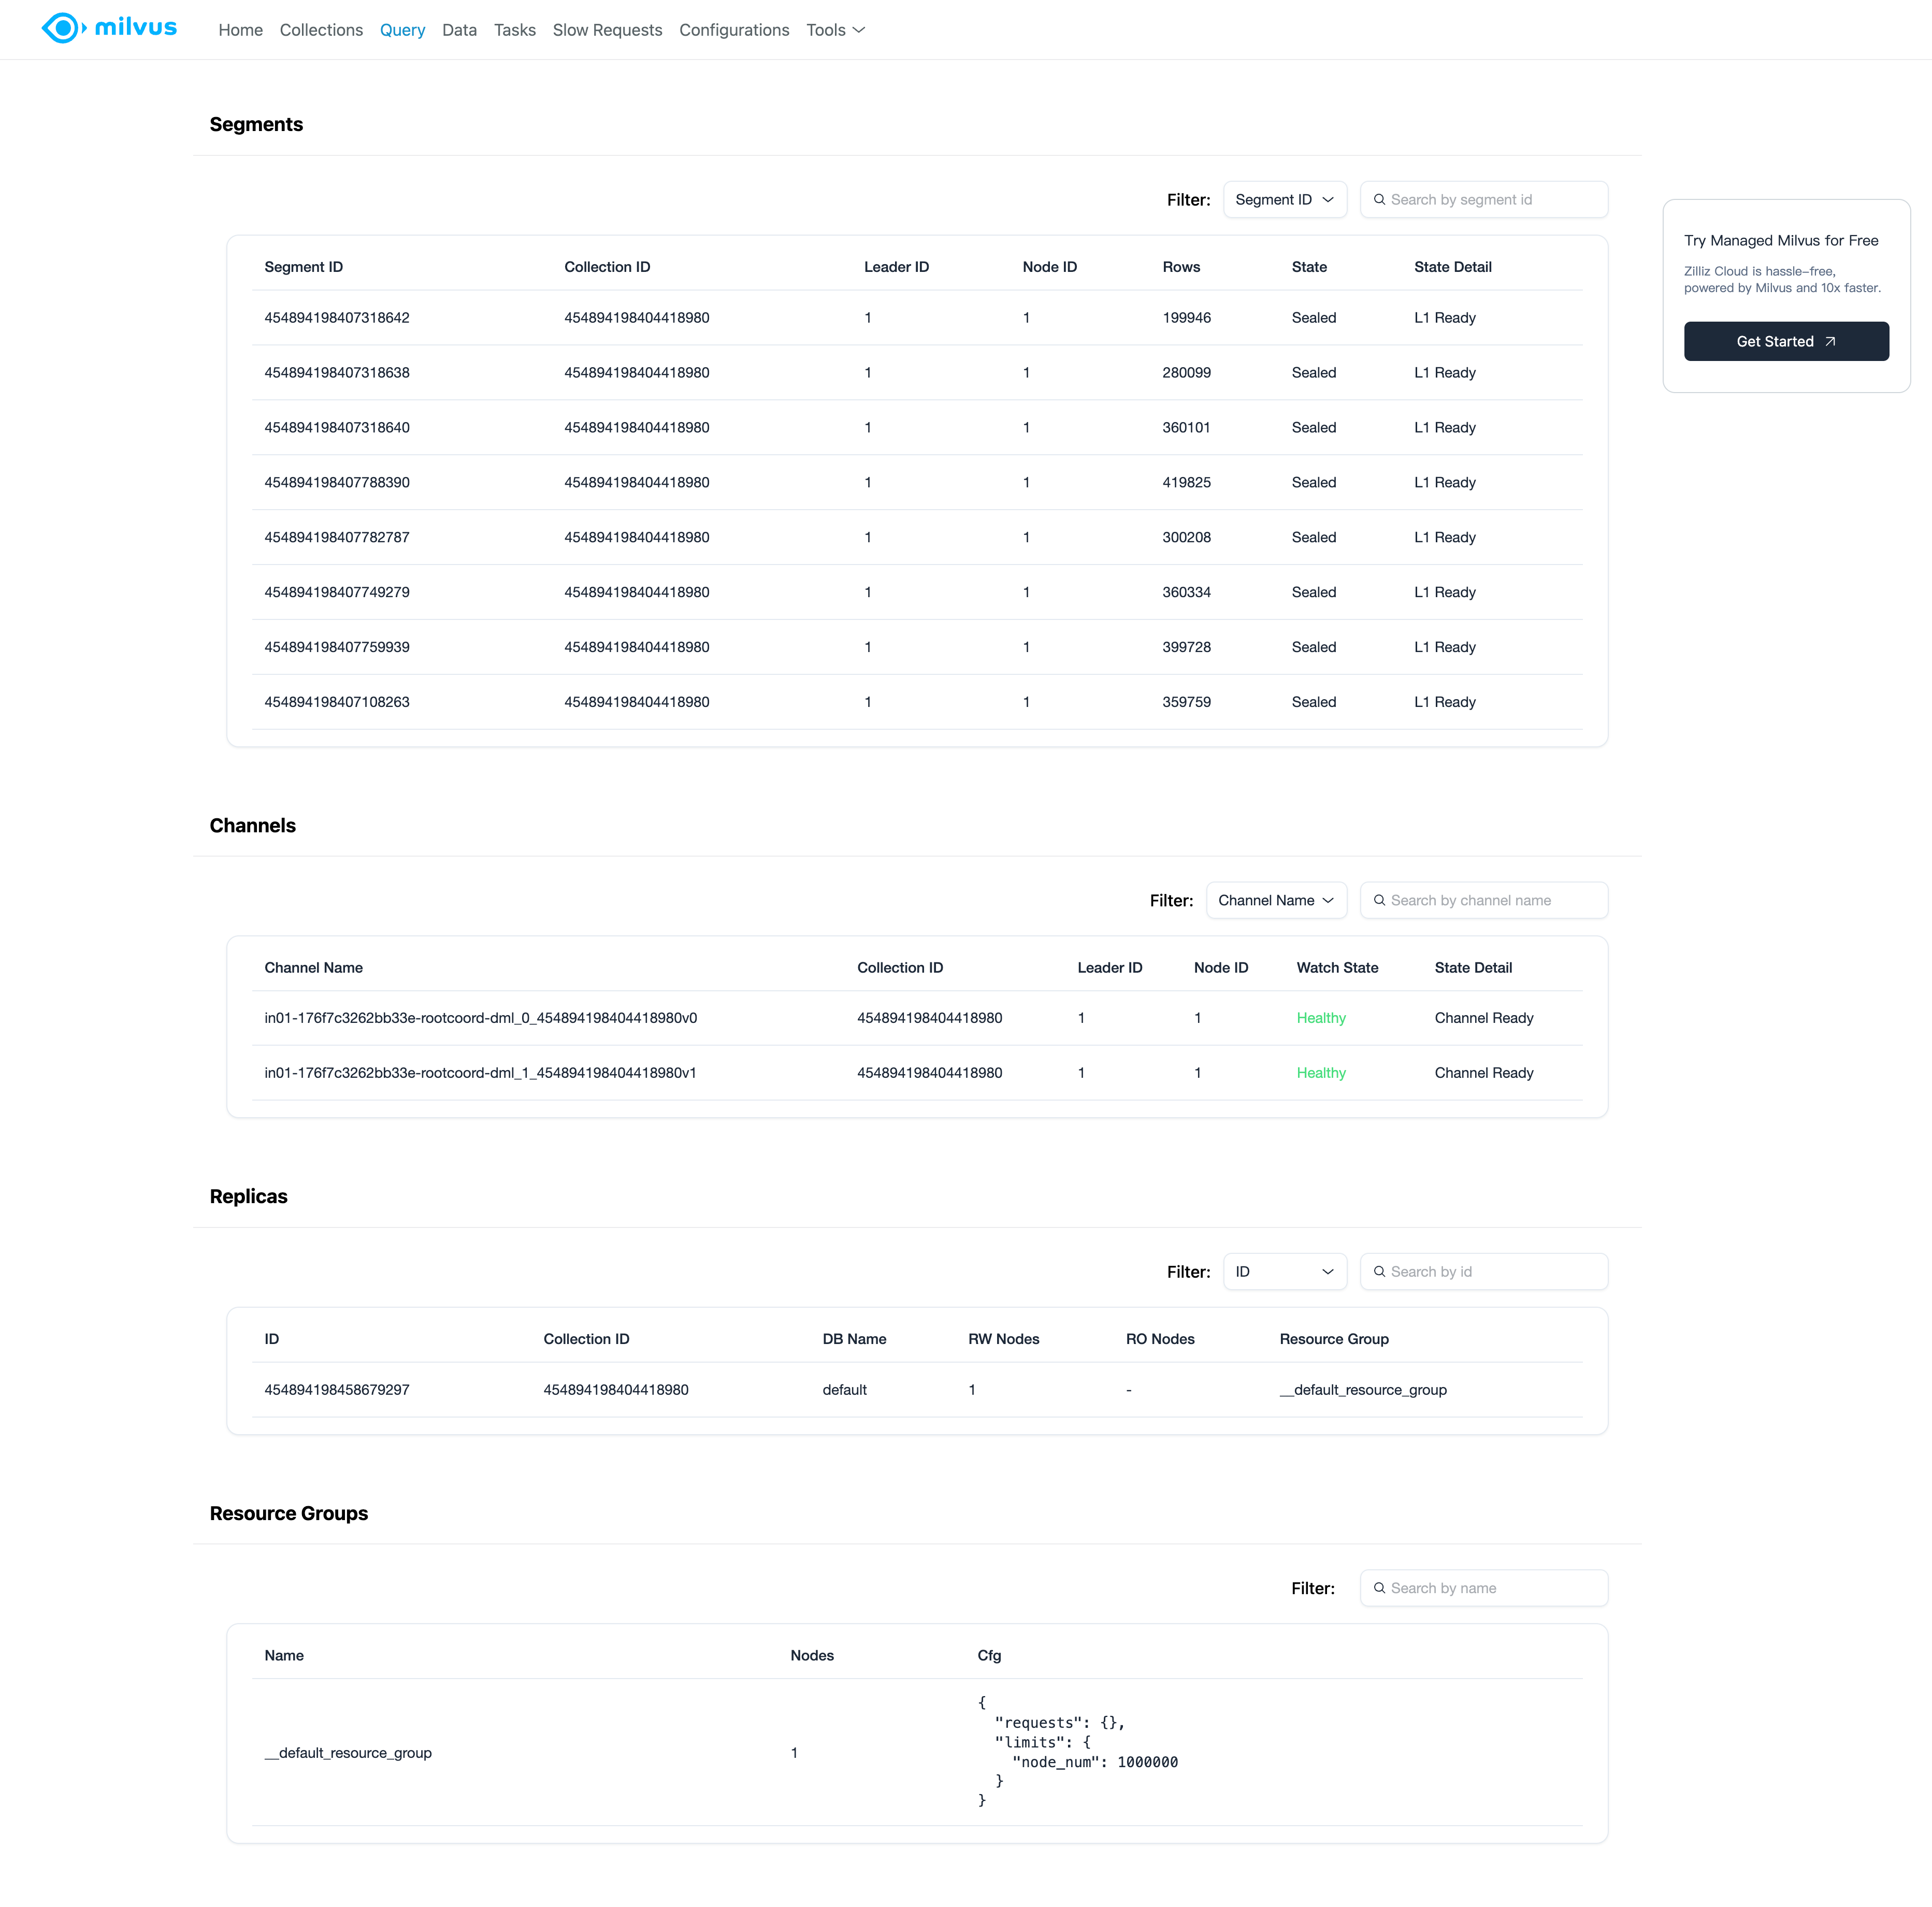 milvus Home Collections Query Data Tasks Slow Requests Configurations Tools
Segments
Filter: Segment ID Search by segment id
Segment ID Collection ID Leader ID Node ID Rows State State Detail
454894198407318642 454894198404418980 1 1 199946 Sealed L1 Ready
454894198407318638 454894198404418980 1 1 280099 Sealed L1 Ready
454894198407318640 454894198404418980 1 1 360101 Sealed L1 Ready
454894198407788390 454894198404418980 1 1 419825 Sealed L1 Ready
454894198407782787 454894198404418980 1 1 300208 Sealed L1 Ready
454894198407749279 454894198404418980 1 1 360334 Sealed L1 Ready
454894198407759939 454894198404418980 1 1 399728 Sealed L1 Ready
454894198407108263 454894198404418980 1 1 359759 Sealed L1 Ready
Try Managed Milvus for Free
Zilliz Cloud is hassle-free,
powered by Milvus and 10x faster.
Get Started
Channels
Filter: Channel Name Search by channel name
Channel Name Collection ID Leader ID Node ID Watch State State Detail
in01-176f7c3262bb33e-rootcoord-dml_0_454894198404418980v0 454894198404418980 1 1 Healthy Channel Ready
in01-176f7c3262bb33e-rootcoord-dml_1_454894198404418980v1 454894198404418980 1 1 Healthy Channel Ready
Replicas
Filter: ID Search by id
ID Collection ID DB Name RW Nodes RO Nodes Resource Group
454894198458679297 454894198404418980 default 1 - __default_resource_group
Resource Groups
Filter: Search by name
Name Nodes Cfg
{
"requests": {},
"limits": {
__default_resource_group 1 "node_num": 1000000
}
}